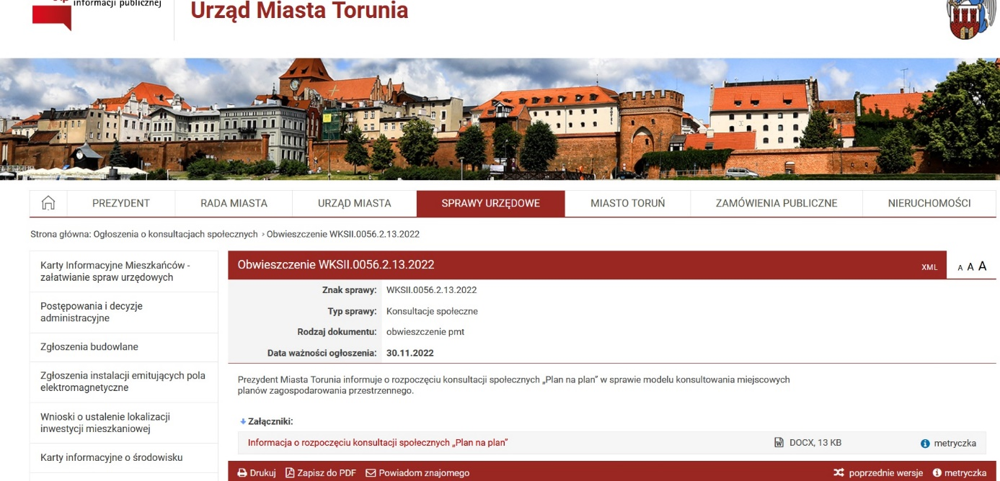 informacji publicznej
Urząd Miasta Torunia
PREZYDENT
RADA MIASTA
URZĄD MIASTA
SPRAWY URZĘDOWE
MIASTO TORUŃ
ZAMÓWIENIA PUBLICZNE
NIERUCHOMOŚCI
Strona główna: Ogłoszenia o konsultacjach społecznych › Obwieszczenie WKSII.0056.2.13.2022
Karty Informacyjne Mieszkańców -
załatwianie spraw urzędowych
Postępowania i decyzje
administracyjne
Zgłoszenia budowlane
Zgłoszenia instalacji emitujących pola
elektromagnetyczne
Wnioski o ustalenie lokalizacji
inwestycji mieszkaniowej
Karty informacyjne o środowisku
Obwieszczenie WKSII.0056.2.13.2022
XML
A A A
Znak sprawy: WKSII.0056.2.13.2022
Typ sprawy: Konsultacje społeczne
Rodzaj dokumentu: obwieszczenie pmt
Data ważności ogłoszenia: 30.11.2022
Prezydent Miasta Torunia informuje o rozpoczęciu konsultacji społecznych „Plan na plan” w sprawie modelu konsultowania miejscowych
planów zagospodarowania przestrzennego.
Załączniki:
Informacja o rozpoczęciu konsultacji społecznych „Plan na plan” DOCX, 13 KB metryczka
Drukuj Zapisz do PDF Powiadom znajomego poprzednie wersje metryczka